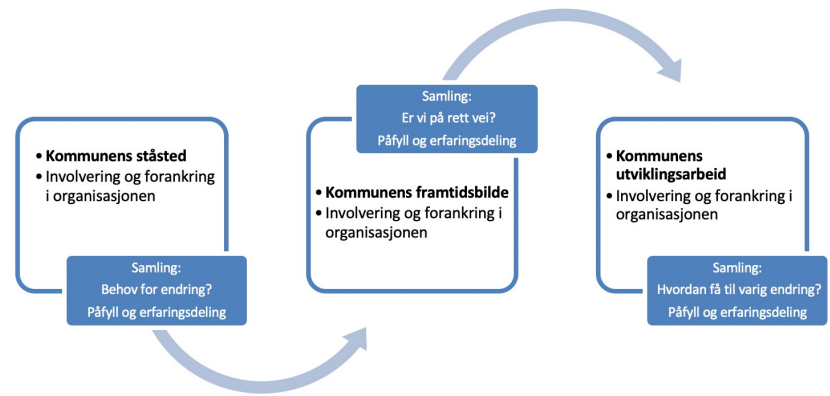 • Kommunens ståsted
• Involvering og forankring
i organisasjonen
Samling:
Behov for endring?
Påfyll og erfaringsdeling
Samling:
Er vi på rett vei?
Påfyll og erfaringsdeling
• Kommunens framtidsbilde
• Involvering og forankring i
organisasjonen
• Kommunens
utviklingsarbeid
• Involvering og forankring i
organisasjonen
Samling:
Hvordan få til varig endring?
Påfyll og erfaringsdeling